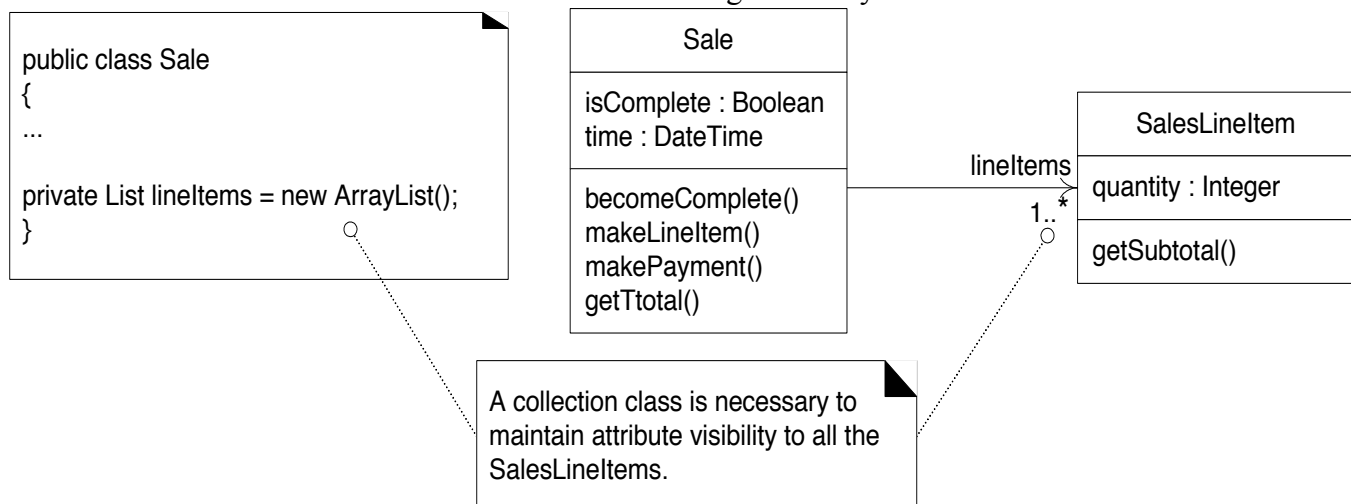 public class Sale
{
...
private List lineItems = new ArrayList();
}
Sale
isComplete : Boolean
time : DateTime
becomeComplete()
makeLineItem()
makePayment()
getTtotal()
lineItems
1..*
SalesLineItem
quantity : Integer
getSubtotal()
A collection class is necessary to
maintain attribute visibility to all the
SalesLineItems.